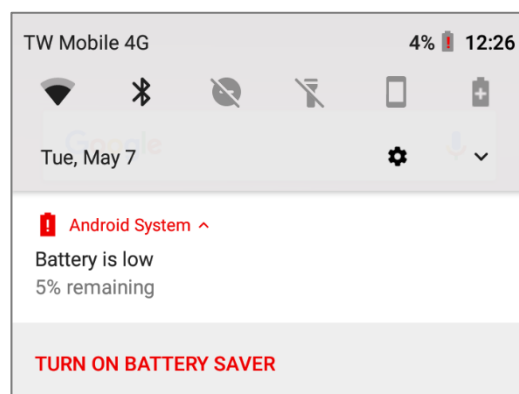 TW Mobile 4G 4% 12:26
Google
Tue, May 7
Android System
Battery is low
5% remaining
TURN ON BATTERY SAVER